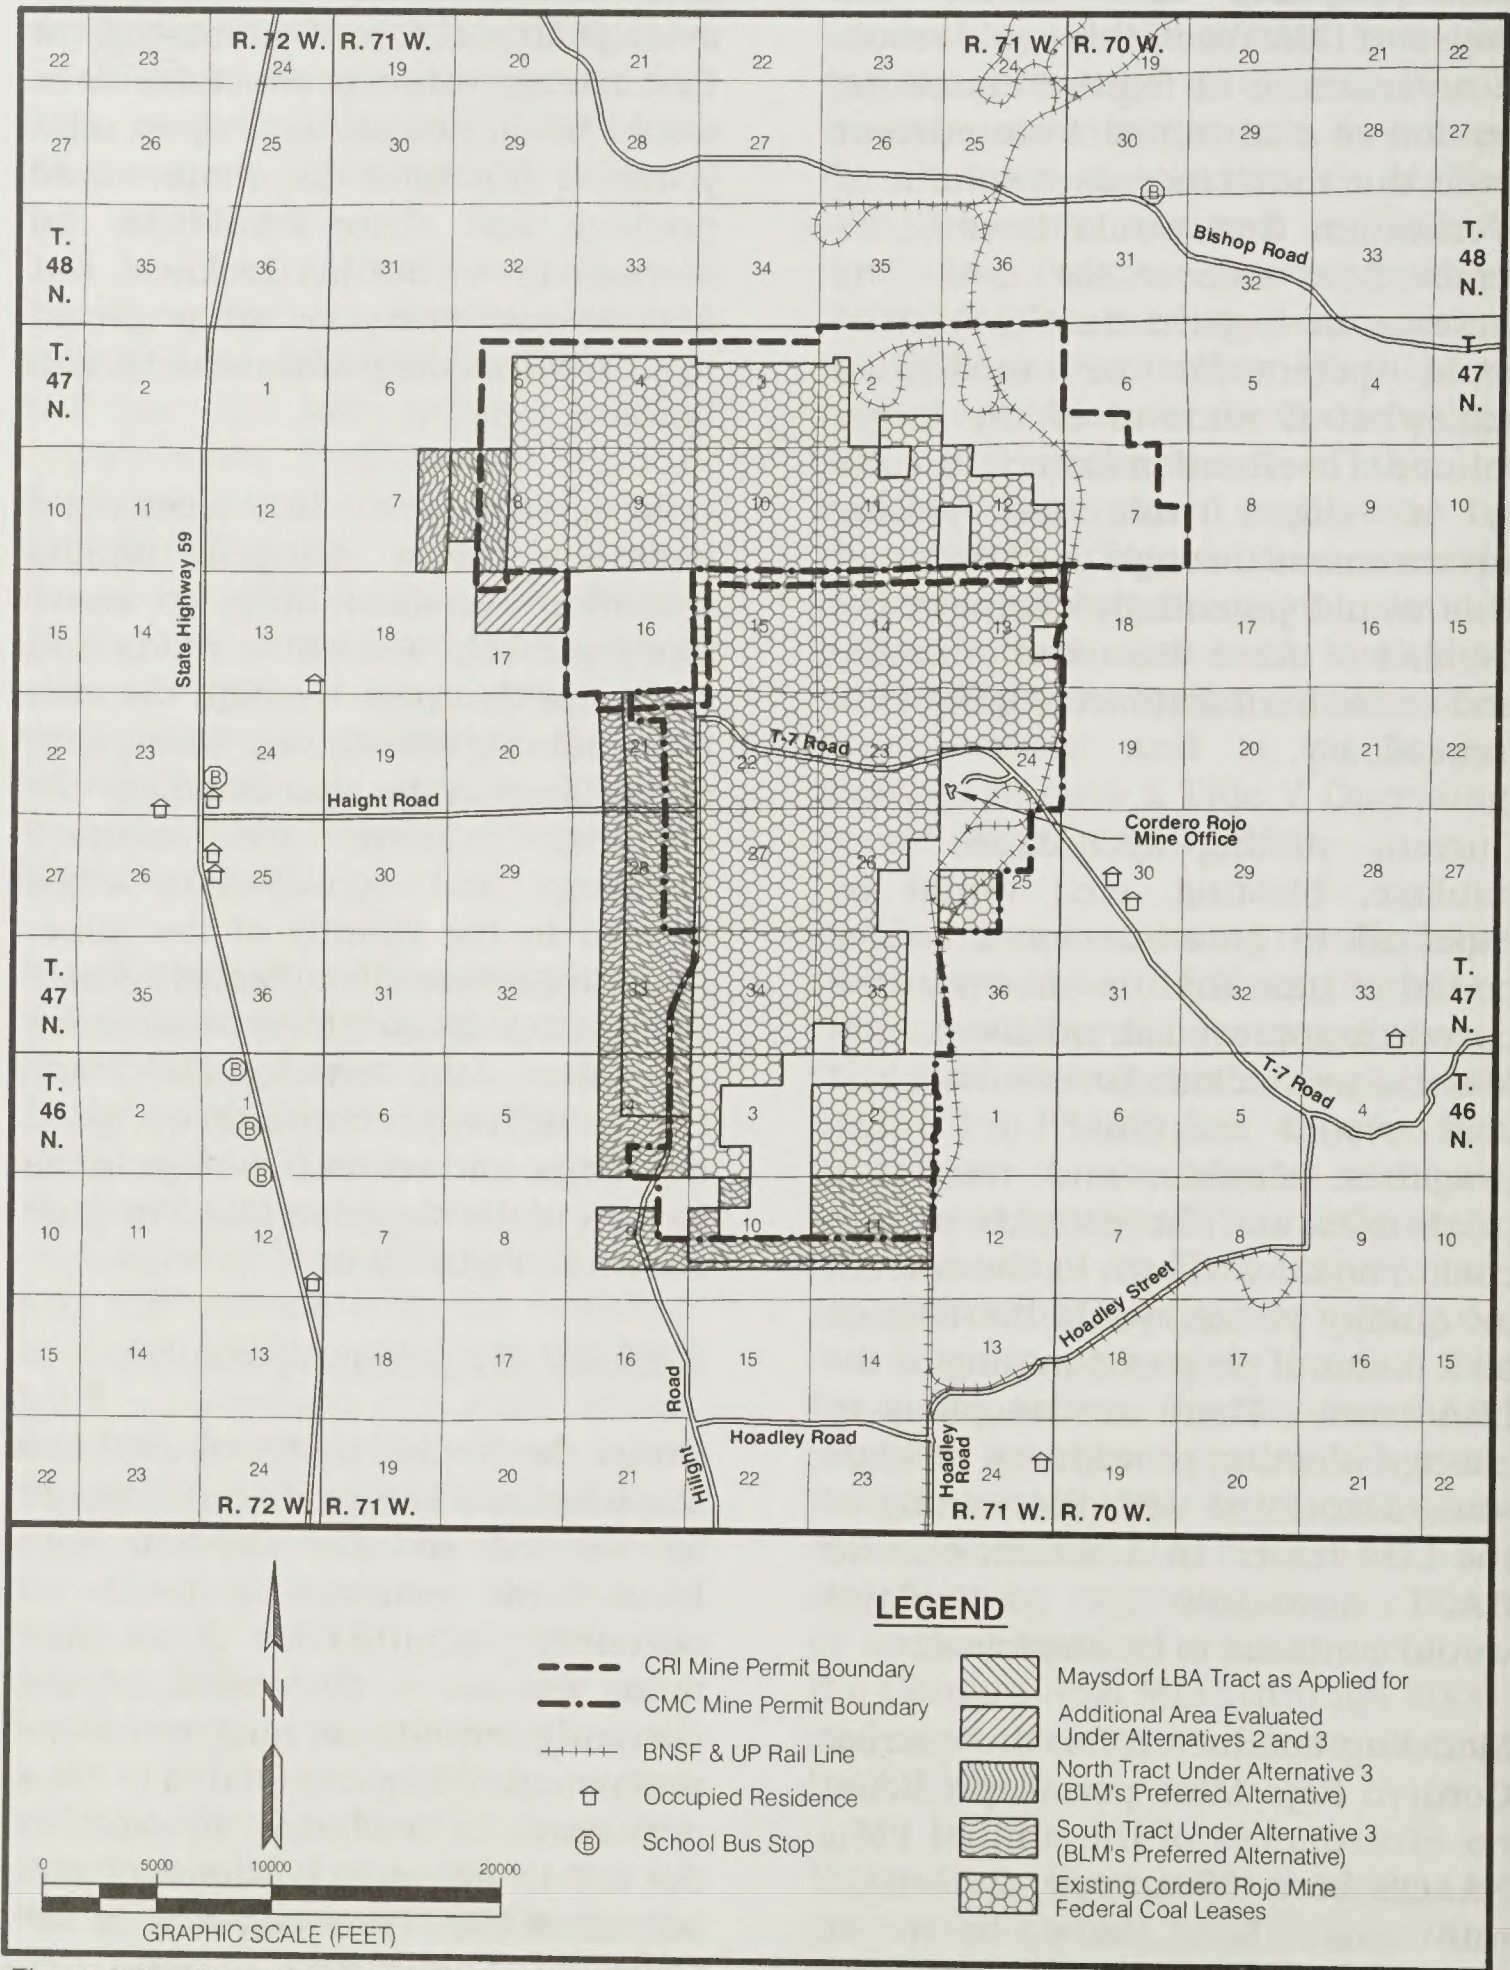 R. 72 W. R. 71 W. R. 71 W. R. 70 W.
22 23 24 19 20 21 22 23 24 19 20 21 22
27 26 25 30 29 28 27 26 25 30 29 28 27
B
Bishop Road
T. 48 N. 35 36 31 32 33 34 35 36 31 32 33 T. 48 N.
T. 47 N. 2 1 6 5 4 3 2 1 6 5 4 T. 47 N.
10 11 12 7 8 9 10 11 12 7 8 9 10
State Highway 59
15 14 13 18 17 16 15 14 13 18 17 16 15
22 23 24 19 20 21 22 23 24 19 20 21 22
T-7 Road
B
Haight Road
Cordero Rojo
Mine Office
27 26 25 30 29 28 27 26 25 30 29 28 27
T. 47 N. 35 36 31 32 33 34 35 36 31 32 33 T. 47 N.
B
T-7 Road
T. 46 N. 2 1 6 5 4 3 2 1 6 5 4 T. 46 N.
B
B
10 11 12 7 8 9 10 11 12 7 8 9 10
Hoadley Street
15 14 13 18 17 16 15 14 13 18 17 16 15
Hilight Road
Hoadley Road
Hoadley Road
22 23 24 19 20 21 22 23 24 19 20 21 22
R. 72 W. R. 71 W. R. 71 W. R. 70 W.
N
LEGEND
CRI Mine Permit Boundary
CMC Mine Permit Boundary
BNSF & UP Rail Line
Occupied Residence
B School Bus Stop
Maysdorf LBA Tract as Applied for
Additional Area Evaluated
Under Alternatives 2 and 3
North Tract Under Alternative 3
(BLM's Preferred Alternative)
South Tract Under Alternative 3
(BLM's Preferred Alternative)
Existing Cordero Rojo Mine
Federal Coal Leases
0 5000 10000 20000
GRAPHIC SCALE (FEET)